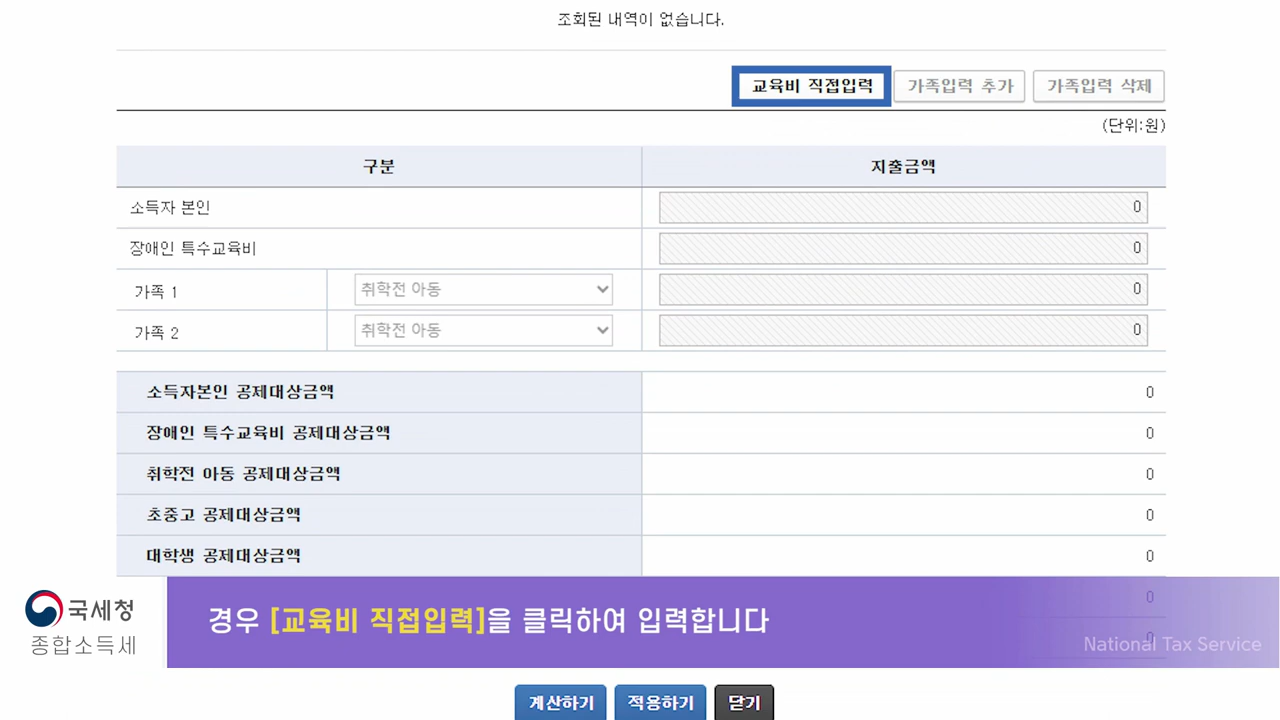 조회된 내역이 없습니다.
교육비 직접입력 가족입력 추가 가족입력 삭제
(단위:원)
구분 지출금액
소득자 본인 0
장애인 특수교육비 0
가족 1 취학전 아동 0
가족 2 취학전 아동 0
소득자본인 공제대상금액 0
장애인 특수교육비 공제대상금액 0
취학전 아동 공제대상금액 0
초중고 공제대상금액 0
대학생 공제대상금액 0
0
국세청
종합소득세
경우 [교육비 직접입력]을 클릭하여 입력합니다
0
National Tax Service
계산하기 적용하기 닫기